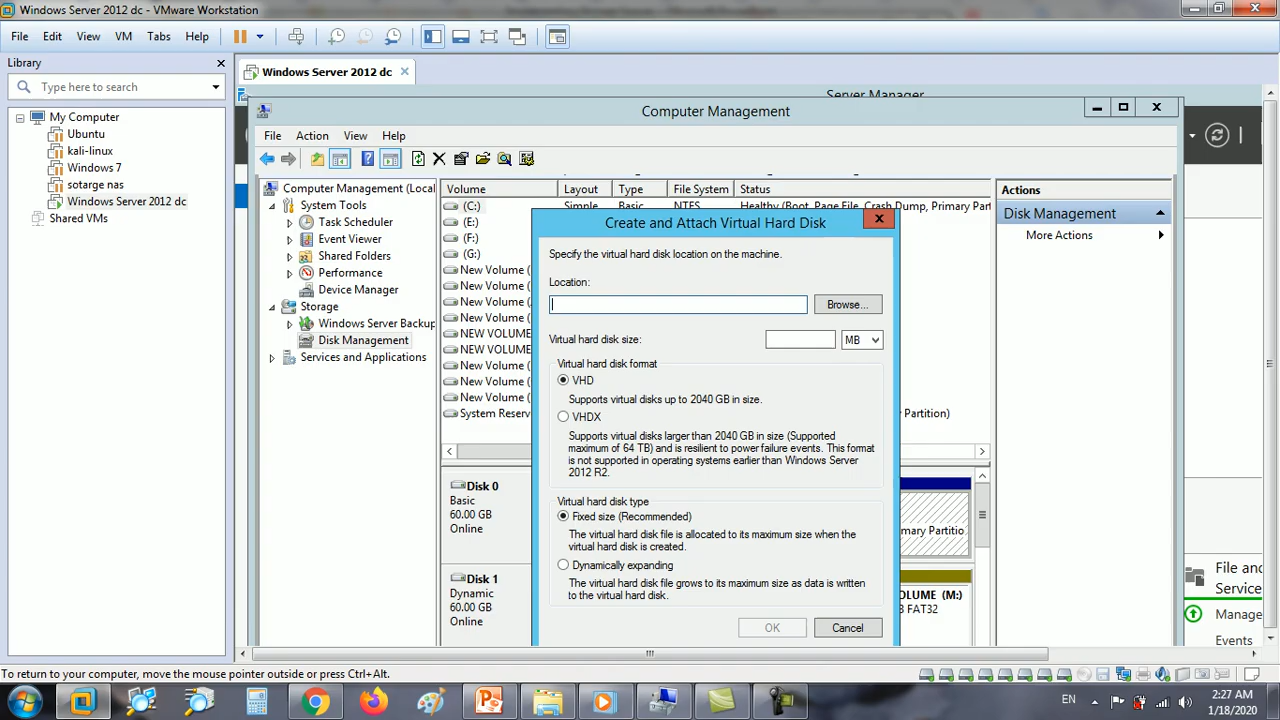 Windows Server 2012 dc - VMware Workstation
File Edit View VM Tabs Help
Library
Type here to search
My Computer
Ubuntu
kali-linux
Windows 7
sotarge nas
Windows Server 2012 dc
Shared VMs
Windows Server 2012 dc
Server Manager
Computer Management
File Action View Help
Computer Management (Local
System Tools
Task Scheduler
Event Viewer
Shared Folders
Performance
Device Manager
Storage
Windows Server Backup
Disk Management
Services and Applications
Volume Layout Type File System Status
(C:) Simple Basic NTFS Healthy (Boot, Page File, Crash Dump, Primary Parti
(E:)
(F:)
(G:)
New Volume (
New Volume (
New Volume (
New Volume (
NEW VOLUME
NEW VOLUME
New Volume (
New Volume (
New Volume (
System Reserv
Partition)
Disk 0
Basic
60.00 GB
Online
mary Partitio
Disk 1
Dynamic
60.00 GB
Online
OLUME (M:)
FAT32
Create and Attach Virtual Hard Disk
Specify the virtual hard disk location on the machine.
Location:
Browse...
Virtual hard disk size:
MB
Virtual hard disk format
VHD
Supports virtual disks up to 2040 GB in size.
VHDX
Supports virtual disks larger than 2040 GB in size (Supported
maximum of 64 TB) and is resilient to power failure events. This format
is not supported in operating systems earlier than Windows Server
2012 R2.
Virtual hard disk type
Fixed size (Recommended)
The virtual hard disk file is allocated to its maximum size when the
virtual hard disk is created.
Dynamically expanding
The virtual hard disk file grows to its maximum size as data is written
to the virtual hard disk.
OK Cancel
Actions
Disk Management
More Actions
File and
Service
Manage
Events
To return to your computer, move the mouse pointer outside or press Ctrl+Alt.
EN
2:27 AM
1/18/2020